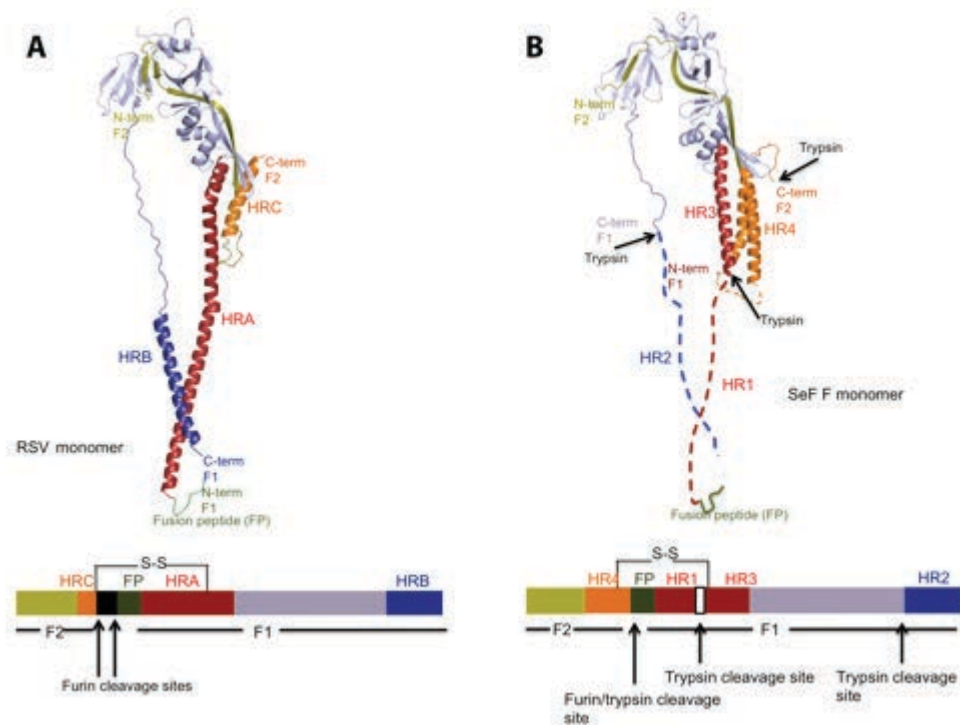 A
N-term
F2
C-term
F2
HRC
HRA
HRB
RSV monomer
C-term
F1
N-term
F1
Fusion peptide (FP)
S-S
HRC
FP
HRA
HRB
F2
F1
Furin cleavage sites
B
N-term
F2
Trypsin
C-term
F2
HR3
HR4
C-term
F1
Trypsin
N-term
F1
Trypsin
HR2
HR1
SeF F monomer
Fusion peptide (FP)
S-S
HR4
FP
HR1
HR3
HR2
F2
F1
Furin/trypsin cleavage
site
Trypsin cleavage site
Trypsin cleavage
site